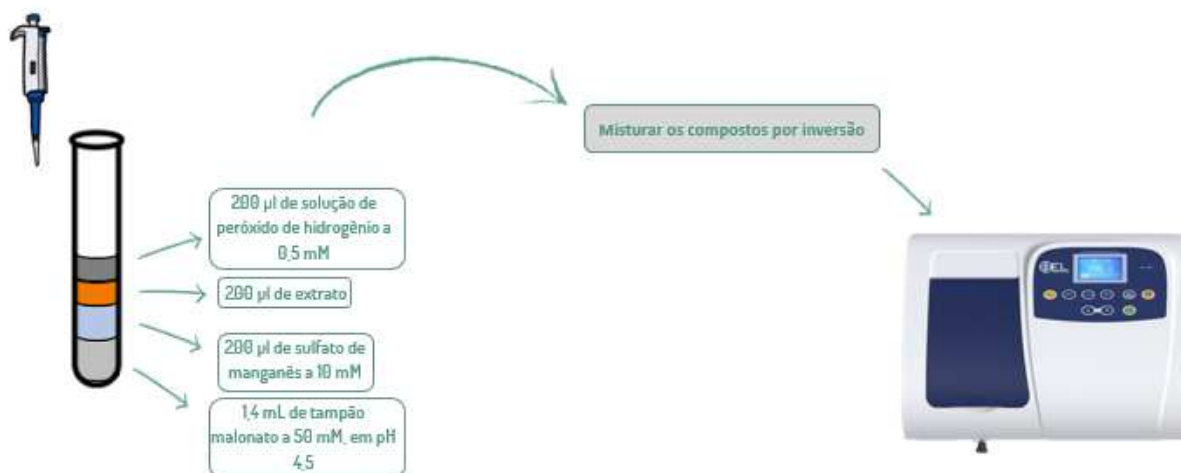 Misturar os compostos por inversão
200 µl de solução de
peróxido de hidrogênio a
0,5 mM
200 µl de extrato
200 µl de sulfato de
manganês a 10 mM
1,4 mL de tampão
malonato a 50 mM, em pH
4,5
BEL